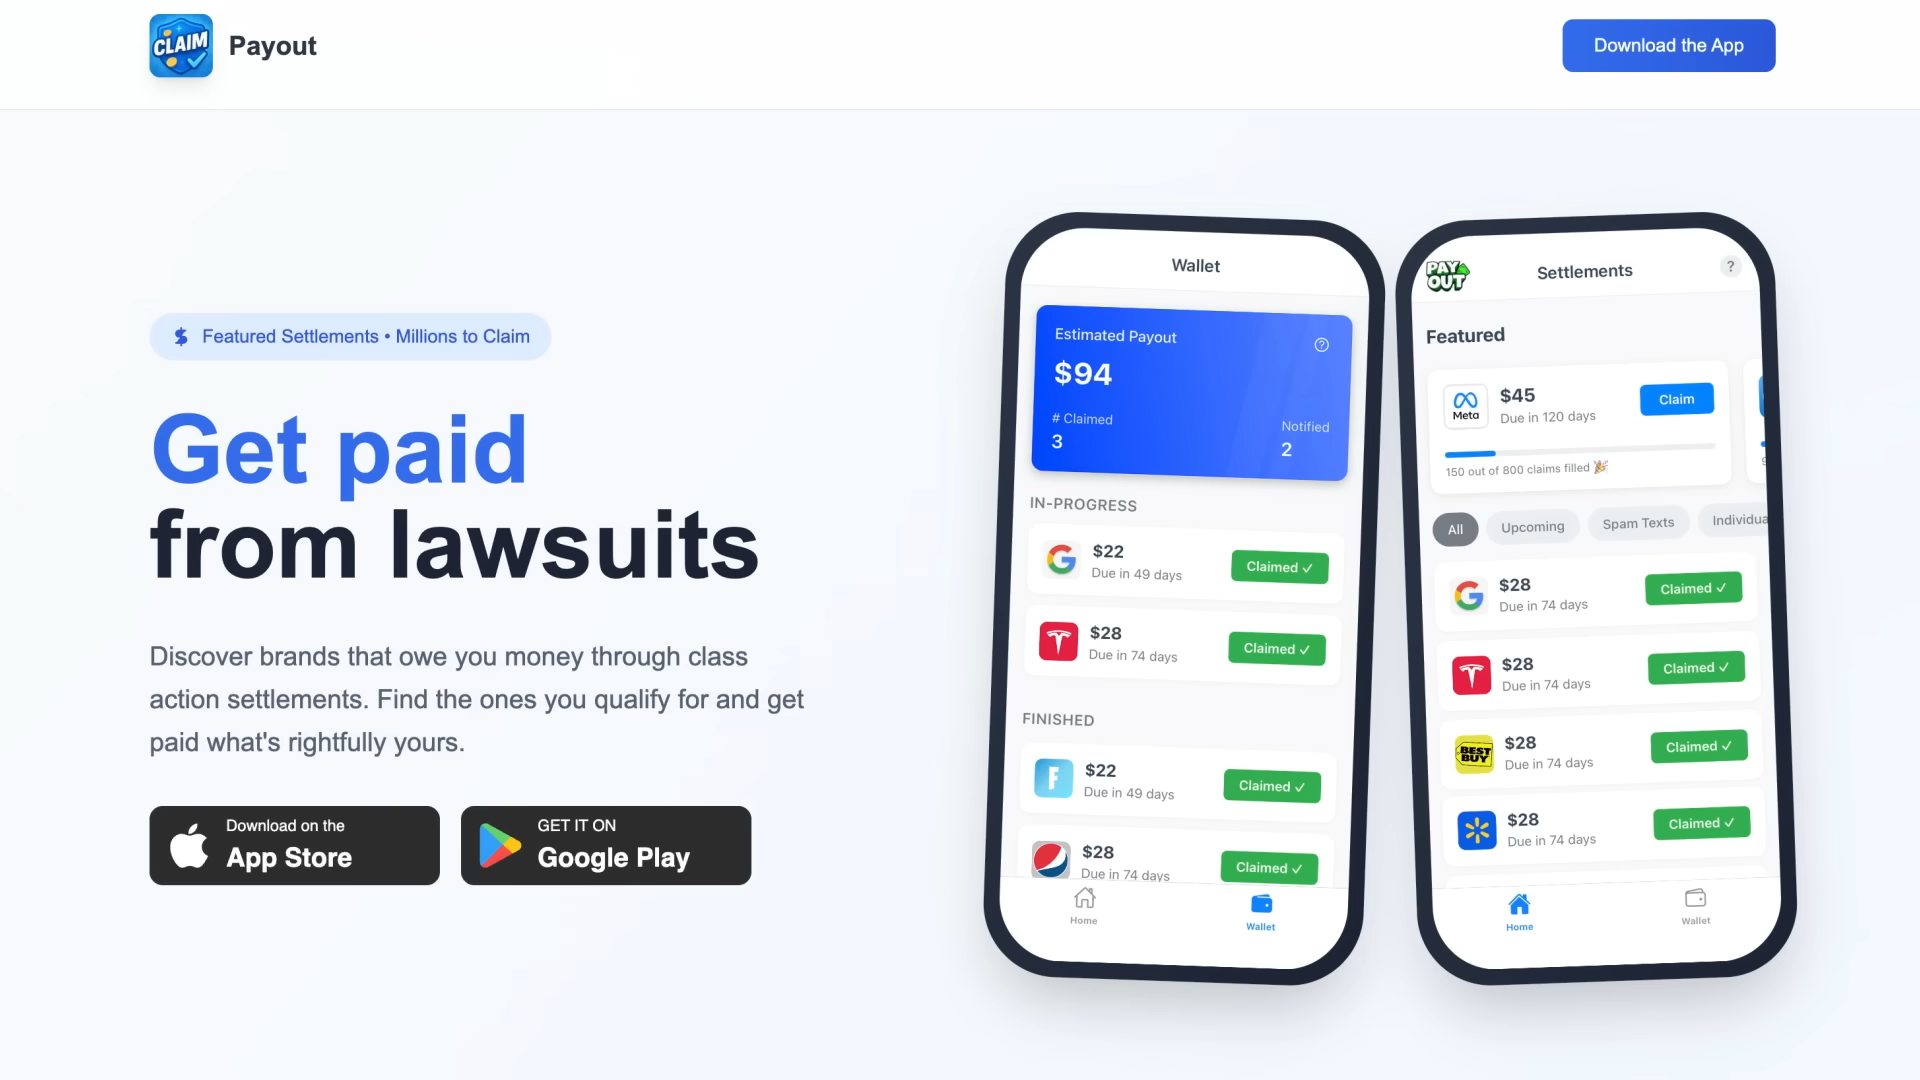 CLAIM
Payout
Download the App
Featured Settlements • Millions to Claim
Get paid
from lawsuits
Discover brands that owe you money through class
action settlements. Find the ones you qualify for and get
paid what's rightfully yours.
Download on the
App Store
GET IT ON
Google Play
Wallet
Estimated Payout
$94
# Claimed
3
Notified
2
IN-PROGRESS
$22
Due in 49 days
Claimed ✓
$28
Due in 74 days
Claimed ✓
FINISHED
F
$22
Due in 49 days
Claimed ✓
$28
Due in 74 days
Claimed ✓
Home
Wallet
PAY
OUT
Settlements
?
Featured
Meta
$45
Due in 120 days
Claim
150 out of 800 claims filled 🎉
All
Upcoming
Spam Texts
Individua
$28
Due in 74 days
Claimed ✓
$28
Due in 74 days
Claimed ✓
BEST
BUY
$28
Due in 74 days
Claimed ✓
$28
Due in 74 days
Claimed ✓
Home
Wallet